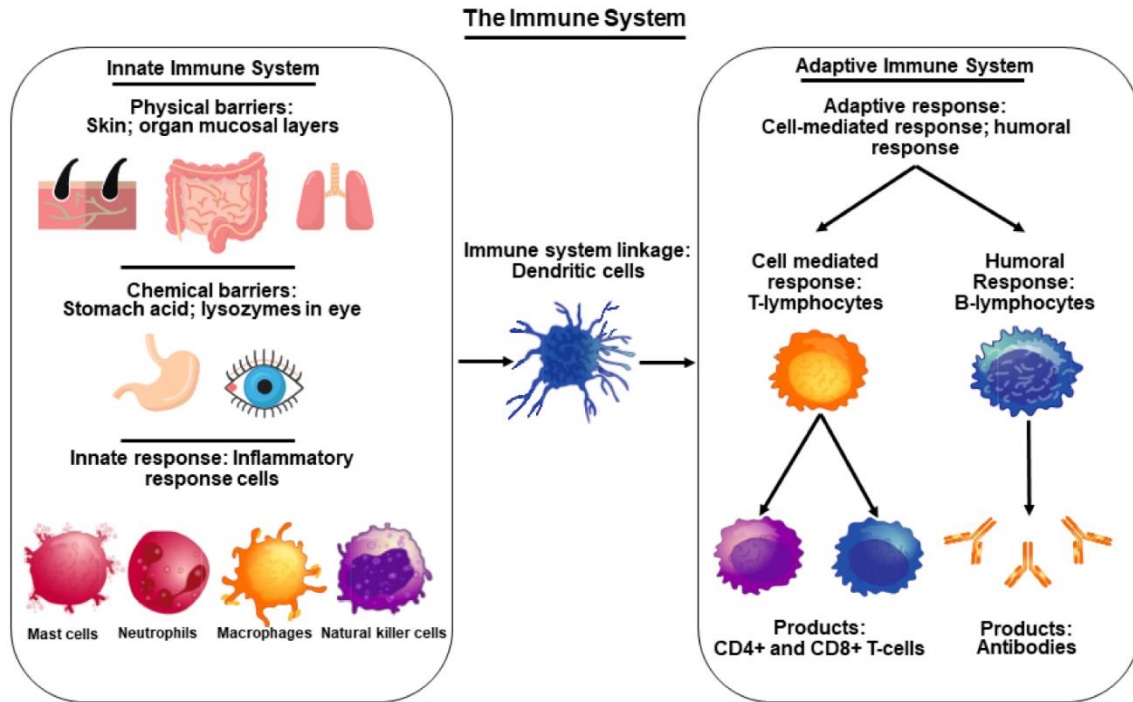 The Immune System
Innate Immune System
Physical barriers:
Skin; organ mucosal layers
Chemical barriers:
Stomach acid; lysozymes in eye
Innate response: Inflammatory
response cells
Mast cells
Neutrophils
Macrophages
Natural killer cells
Immune system linkage:
Dendritic cells
Adaptive Immune System
Adaptive response:
Cell-mediated response; humoral
response
Cell mediated
response:
T-lymphocytes
Humoral
Response:
B-lymphocytes
Products:
CD4+ and CD8+ T-cells
Products:
Antibodies